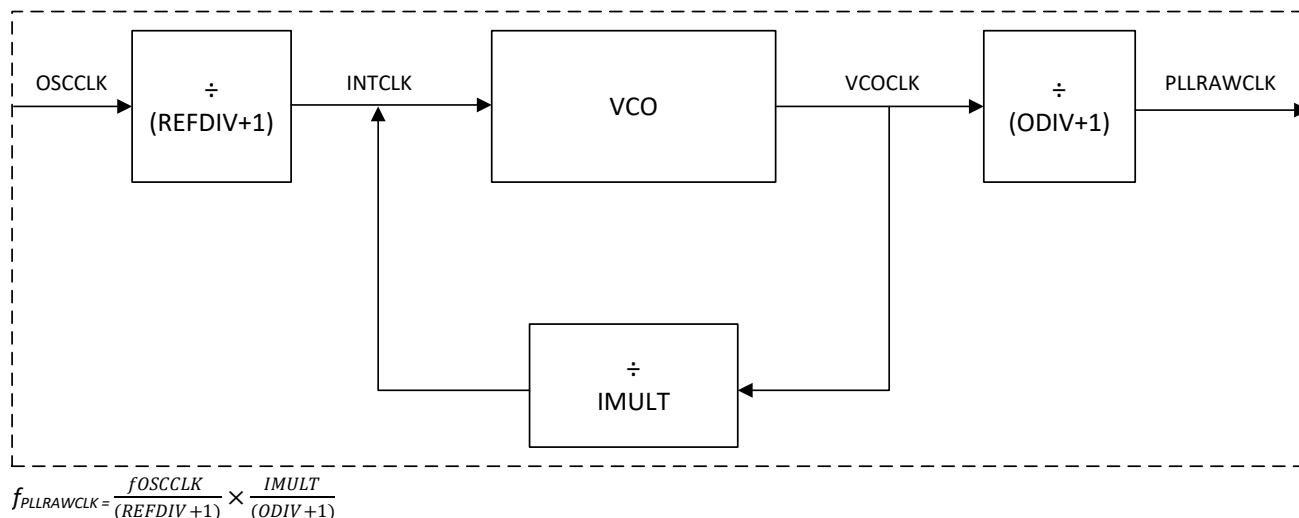 OSCCLK
÷
(REFDIV+1)
INTCLK
VCO
VCOCLK
÷
(ODIV+1)
PLLRAWCLK
÷
IMULT
fPLLRAWCLK = fOSCCLK/(REFDIV+1) × IMULT/(ODIV+1)